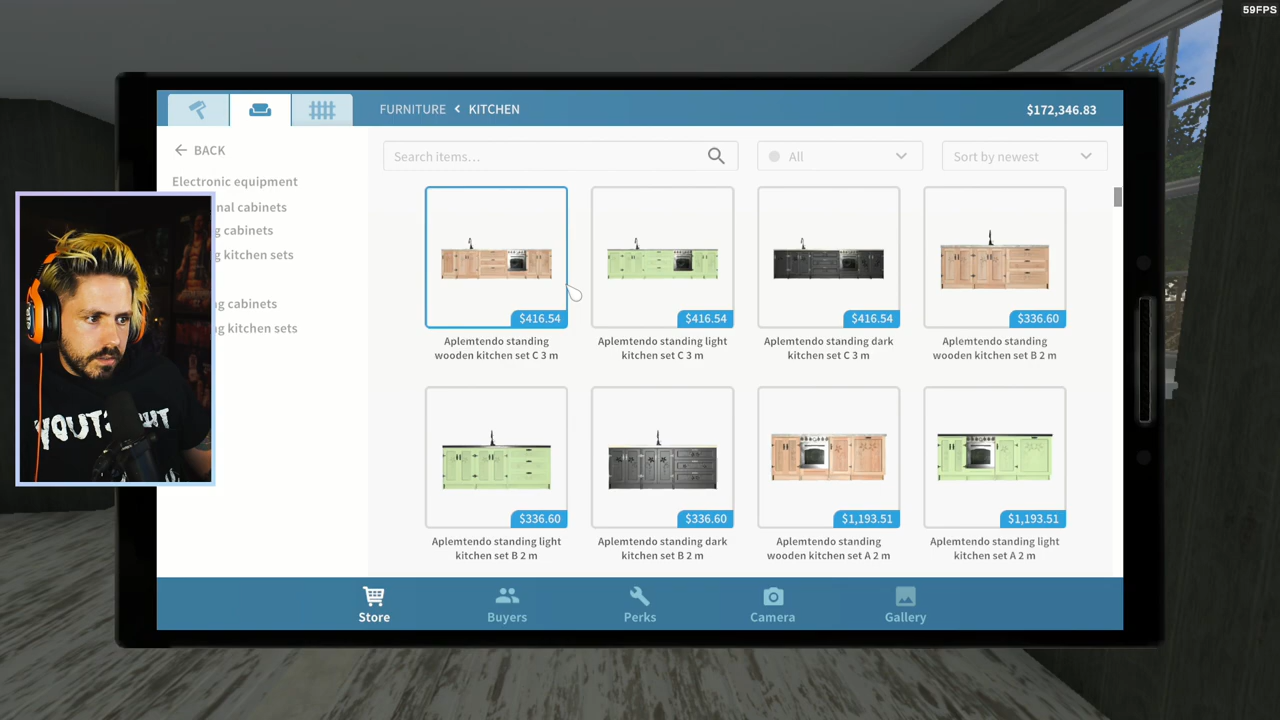 59FPS
FURNITURE < KITCHEN
$172,346.83
BACK
Search items...
All
Sort by newest
Electronic equipment
nal cabinets
g cabinets
g kitchen sets
ng cabinets
ng kitchen sets
$416.54
$416.54
$416.54
$336.60
Aplemtendo standing
wooden kitchen set C 3 m
Aplemtendo standing light
kitchen set C 3 m
Aplemtendo standing dark
kitchen set C 3 m
Aplemtendo standing
wooden kitchen set B 2 m
$336.60
$336.60
$1,193.51
$1,193.51
Aplemtendo standing light
kitchen set B 2 m
Aplemtendo standing dark
kitchen set B 2 m
Aplemtendo standing
wooden kitchen set A 2 m
Aplemtendo standing light
kitchen set A 2 m
Store
Buyers
Perks
Camera
Gallery